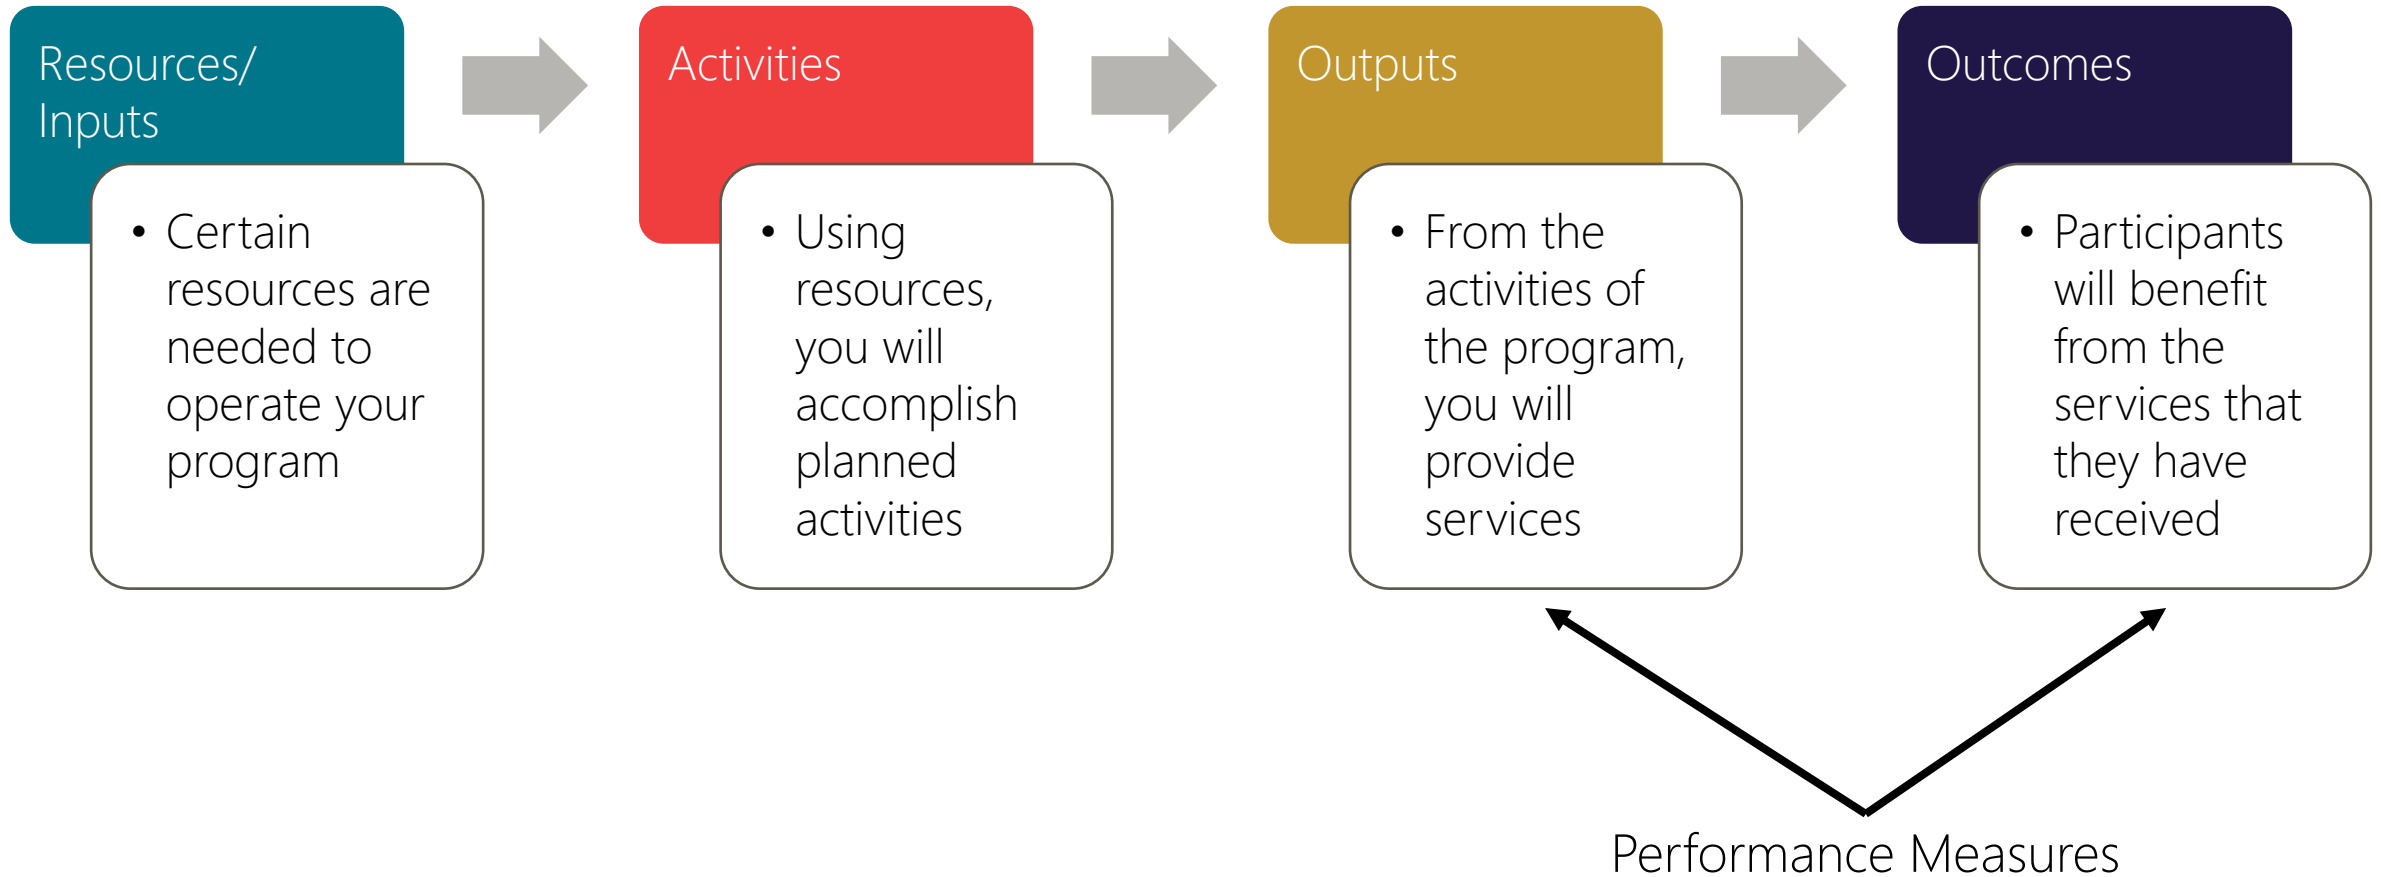 Resources/
Inputs
• Certain
resources are
needed to
operate your
program
Activities
• Using
resources,
you will
accomplish
planned
activities
Outputs
• From the
activities of
the program,
you will
provide
services
Outcomes
• Participants
will benefit
from the
services that
they have
received
Performance Measures